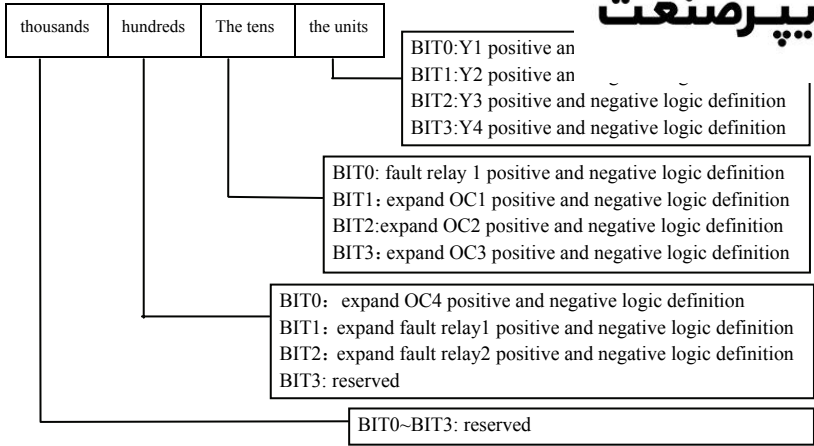 پیپرصنعت
thousands
hundreds
The tens
the units
BIT0:Y1 positive an
BIT1:Y2 positive an
BIT2:Y3 positive and negative logic definition
BIT3:Y4 positive and negative logic definition
BIT0: fault relay 1 positive and negative logic definition
BIT1：expand OC1 positive and negative logic definition
BIT2:expand OC2 positive and negative logic definition
BIT3：expand OC3 positive and negative logic definition
BIT0： expand OC4 positive and negative logic definition
BIT1：expand fault relay1 positive and negative logic definition
BIT2：expand fault relay2 positive and negative logic definition
BIT3: reserved
BIT0~BIT3: reserved